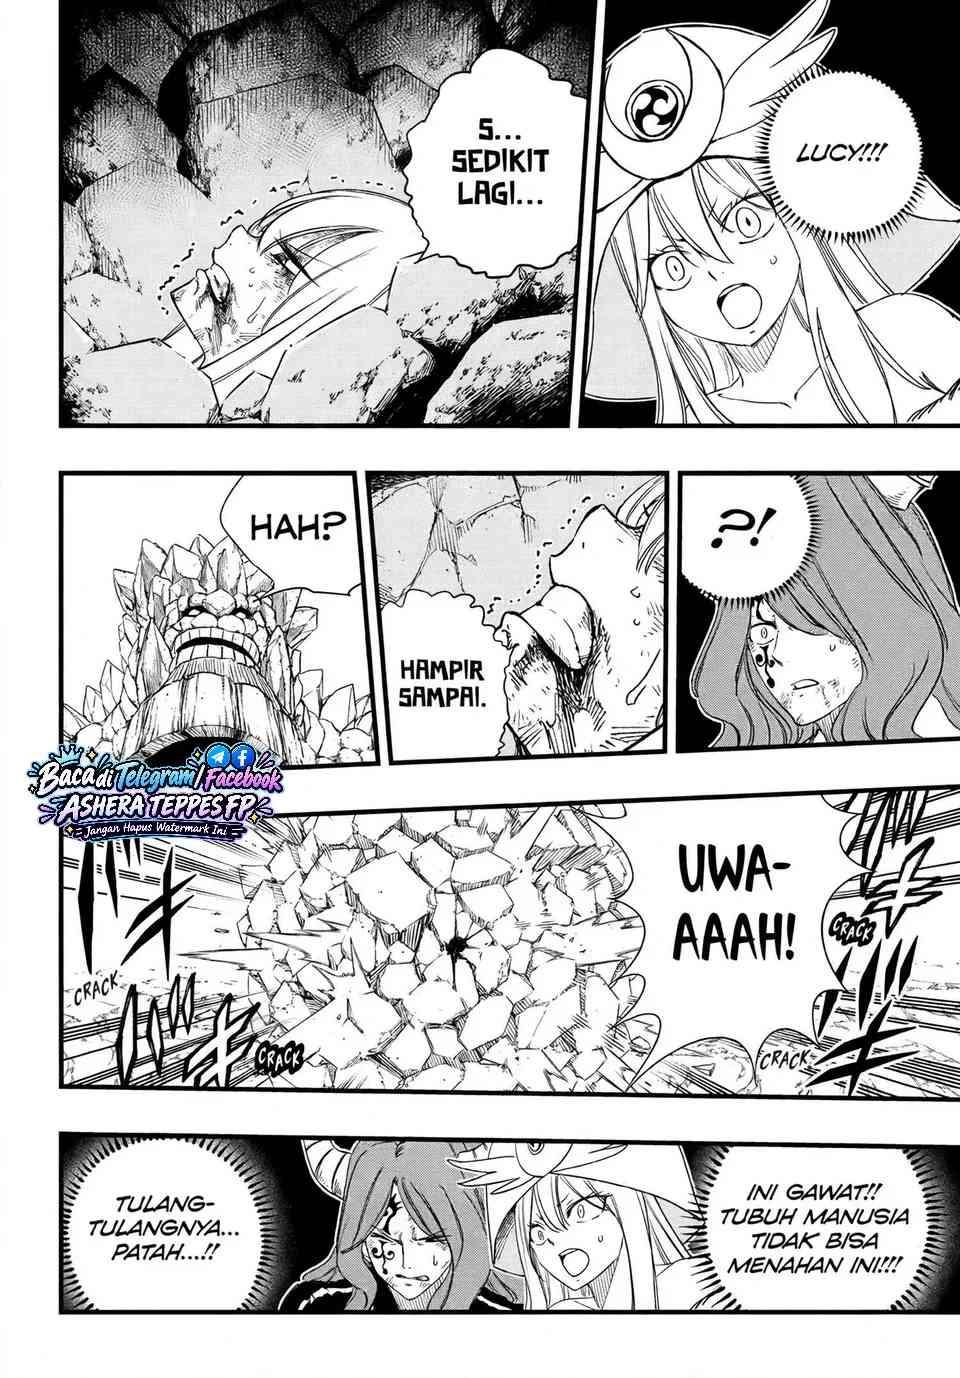 LUCY!!!
S...
SEDIKIT
LAGI...
?!
HAMPIR
SAMPAI.
HAH?
Baca di Telegram/Facebook
ASHERA TEPPES FP
Jangan Hapus Watermark Ini
UWA-
AAAH!
CRACK
CRACK
CRACK
CRACK
INI GAWAT!!
TUBUH MANUSIA
TIDAK BISA
MENAHAN INI!!!
TULANG-
TULANGNYA...
PATAH...!!